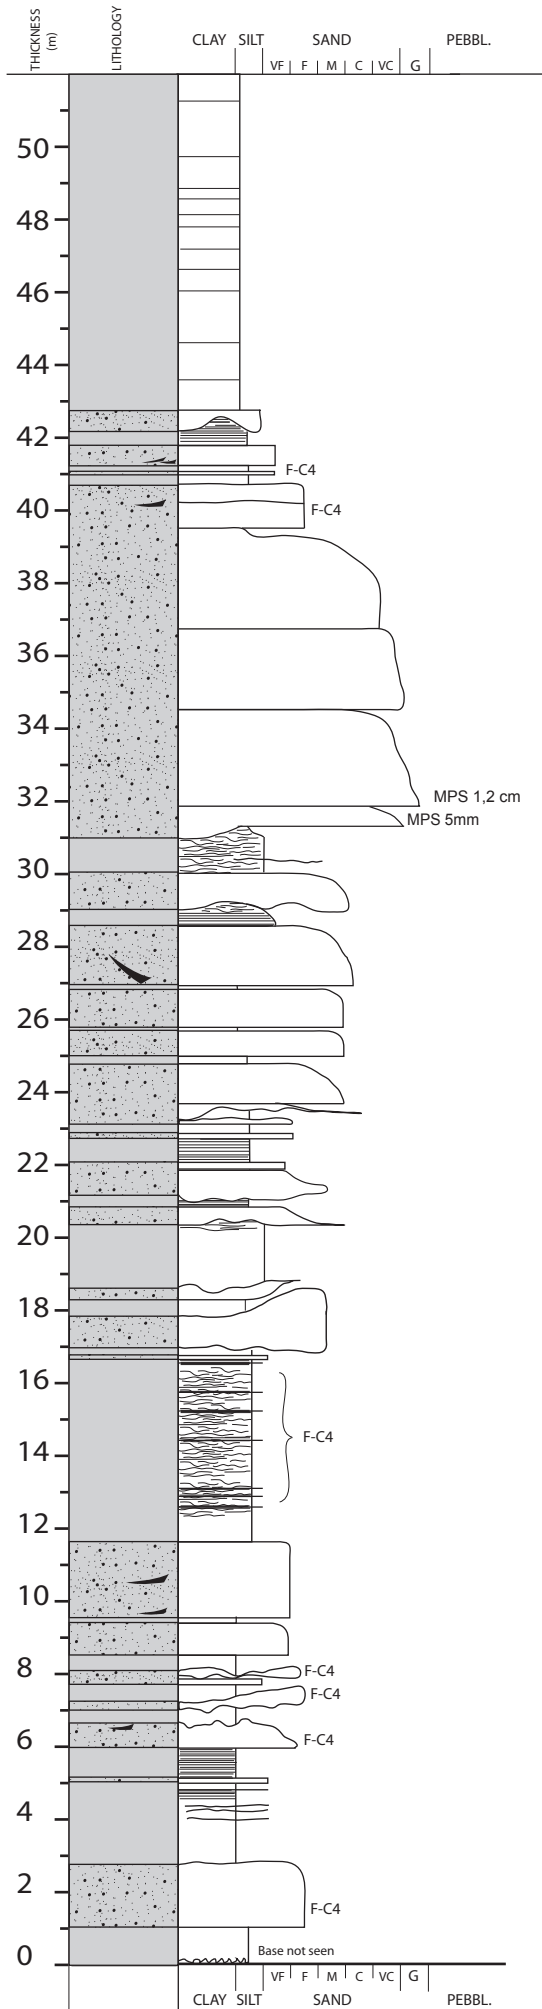 THICKNESS
(m)
LITHOLOGY
CLAY SILT SAND PEBBL.
VF F M C VC G
50
48
46
44
42
F-C4
40
F-C4
38
36
34
32
MPS 1,2 cm
MPS 5mm
30
28
26
24
22
20
18
16
F-C4
14
12
10
8
F-C4
F-C4
6
F-C4
4
2
F-C4
Base not seen
0
VF F M C VC G
CLAY SILT SAND PEBBL.